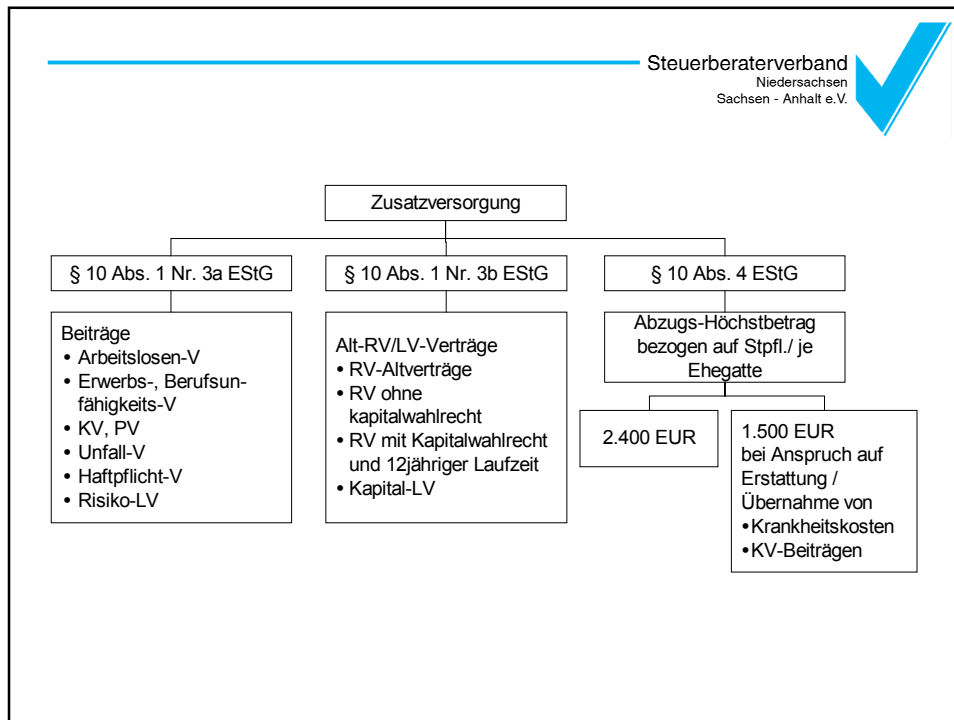 Steuerberaterverband
Niedersachsen
Sachsen - Anhalt e.V.
Zusatzversorgung
§ 10 Abs. 1 Nr. 3a EStG
Beiträge
• Arbeitslosen-V
• Erwerbs-, Berufsun-
fähigkeits-V
• KV, PV
• Unfall-V
• Haftpflicht-V
• Risiko-LV
§ 10 Abs. 1 Nr. 3b EStG
Alt-RV/LV-Verträge
• RV-Altverträge
• RV ohne
kapitalwahlrecht
• RV mit Kapitalwahlrecht
und 12jähriger Laufzeit
• Kapital-LV
§ 10 Abs. 4 EStG
Abzugs-Höchstbetrag
bezogen auf Stpfl./ je
Ehegatte
2.400 EUR
1.500 EUR
bei Anspruch auf
Erstattung /
Übernahme von
•Krankheitskosten
•KV-Beiträgen